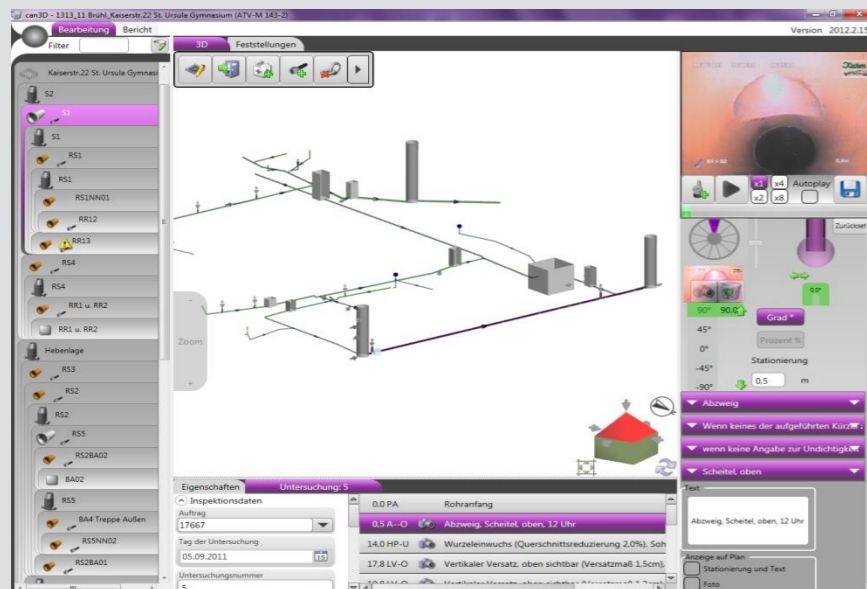 can3D - 1313_11 Brühl_Kaiserstr.22 St. Ursula Gymnasium (ATV-M 143-2)
Bearbeitung Bericht
Version 2012.2.15
Filter
3D Feststellungen
Kaiserstr.22 St. Ursula Gymnasi
S2
S1
S1
RS1
RS1
RS1NN01
RR12
RR13
RS4
RS4
RR1 u. RR2
RR1 u. RR2
Hebenlage
RS3
RS2
RS2
RS5
RS2BA02
BA02
RS5
BA4 Treppe Außen
RS5NN02
RS2BA01
Zoom
x1 x4 Autoplay
x2 x8
Zurückset
0.0°
90° 90.0°
45°
0°
-45°
-90°
Grad °
Prozent %
Stationierung
0.5 m
Abzweig
Wenn keines der aufgeführten Kürzel
wenn keine Angabe zur Undichtigkeit
Scheitel, oben
Text
Abzweig, Scheitel, oben, 12 Uhr
Anzeige auf Plan
Stationierung und Text
Foto
Eigenschaften Untersuchung: S
Inspektionsdaten
Auftrag
17667
Tag der Untersuchung
05.09.2011
15
Untersuchungsnummer
5
0,0 PA Rohranfang
0,5 A--O Abzweig, Scheitel, oben, 12 Uhr
14,0 HP-U Wurzeleinwuchs (Querschnittsreduzierung 2,0%), Soh
17,8 LV-O Vertikaler Versatz, oben sichtbar (Versatzmaß 1,5cm),